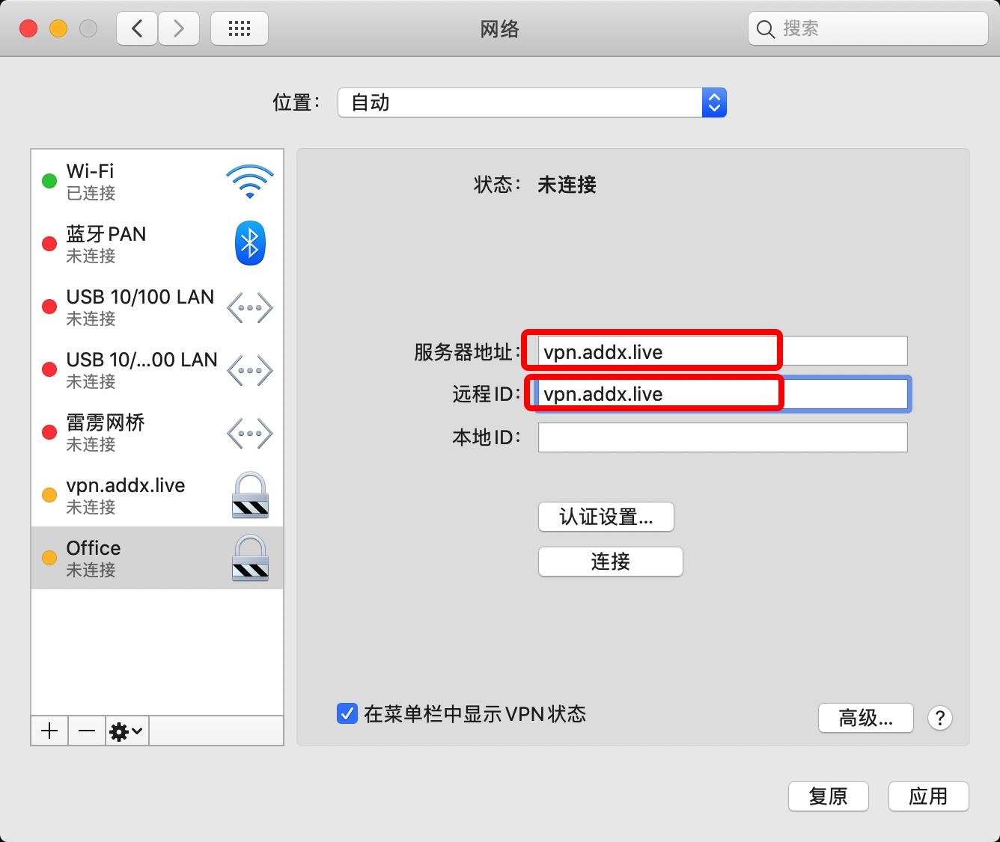 网络
搜索
位置：
自动
Wi-Fi
已连接
蓝牙 PAN
未连接
USB 10/100 LAN
未连接
USB 10/...00 LAN
未连接
雷雳网桥
未连接
vpn.addx.live
未连接
Office
未连接
状态： 未连接
服务器地址： vpn.addx.live
远程 ID： vpn.addx.live
本地 ID：
认证设置...
连接
在菜单栏中显示 VPN 状态
高级...
?
复原
应用